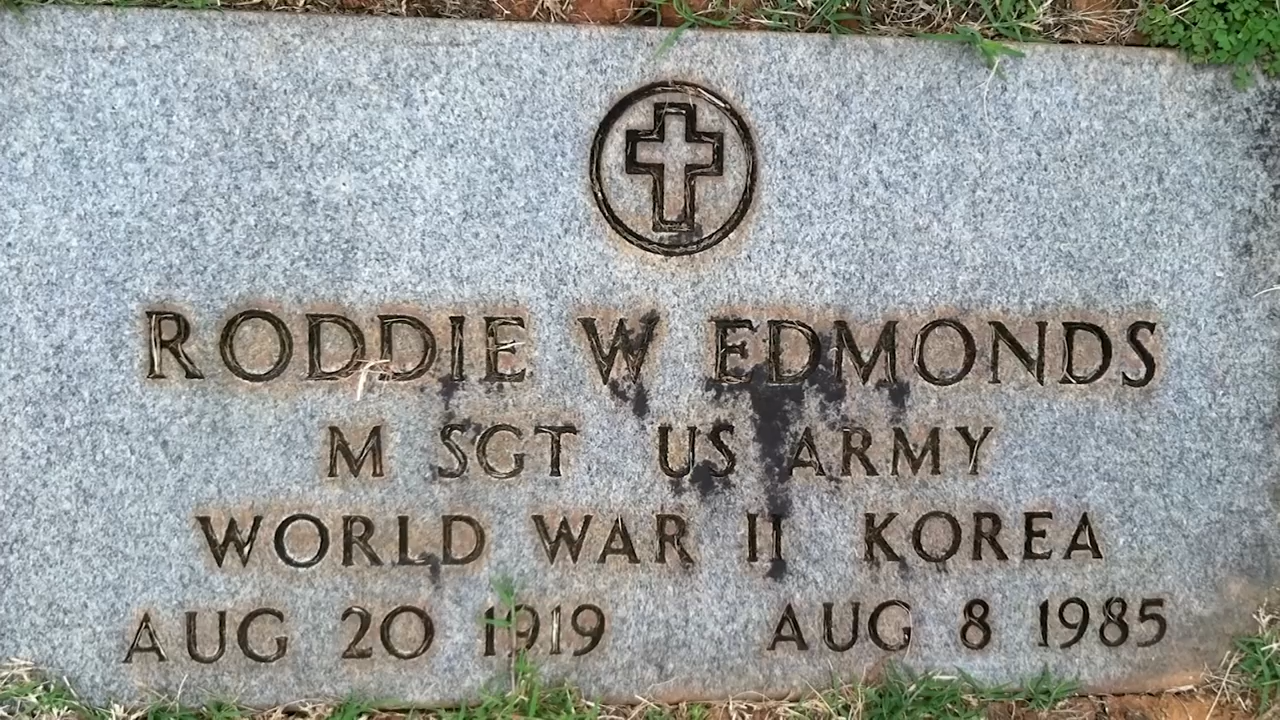 RODDIE W EDMONDS
M SGT US ARMY
WORLD WAR II KOREA
AUG 20 1919 AUG 8 1985